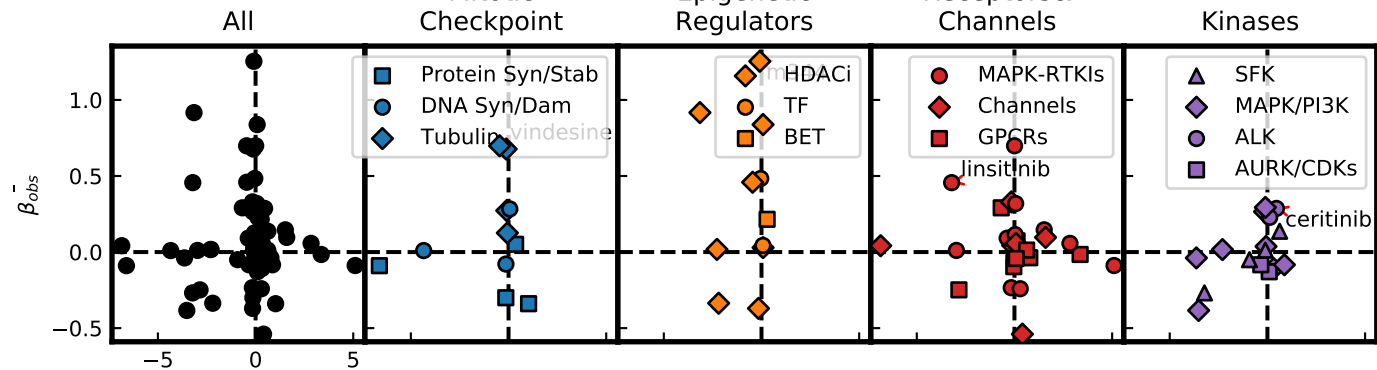 All
Checkpoint
Regulators
Channels
Kinases
Protein Syn/Stab
DNA Syn/Dam
Tubulin
vindesine
HDACi
TF
BET
MAPK-RTKIs
Channels
GPCRs
linsitinib
SFK
MAPK/PI3K
ALK
AURK/CDKs
ceritinib
1.0
0.5
0.0
−0.5
β⁻obs
−5
0
5